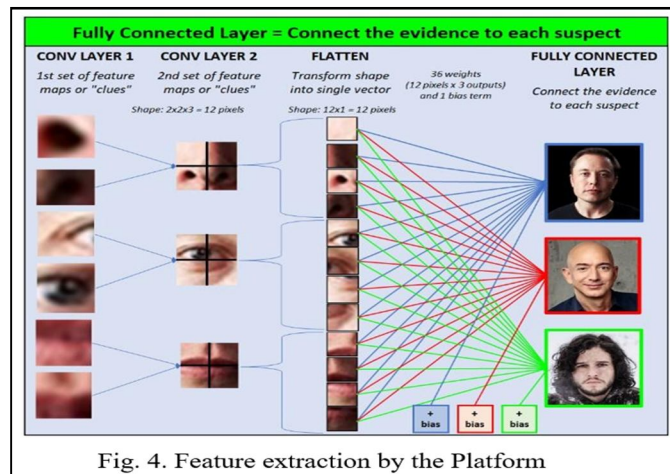 Fully Connected Layer = Connect the evidence to each suspect
CONV LAYER 1
1st set of feature
maps or "clues"
CONV LAYER 2
2nd set of feature
maps or "clues"
Shape: 2x2x3 = 12 pixels
FLATTEN
Transform shape
into single vector
Shape: 12x1 = 12 pixels
36 weights
(12 pixels x 3 outputs)
and 1 bias term
FULLY CONNECTED
LAYER
Connect the evidence
to each suspect
+
bias
+
bias
+
bias
Fig. 4. Feature extraction by the Platform